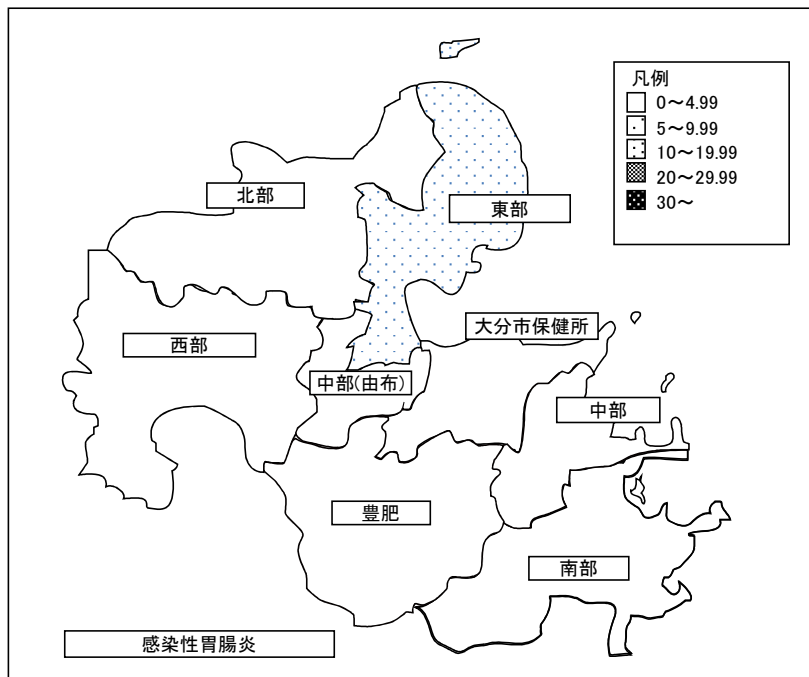 凡例
0～4.99
5～9.99
10～19.99
20～29.99
30～
北部
東部
大分市保健所
西部
中部(由布)
中部
豊肥
南部
感染性胃腸炎